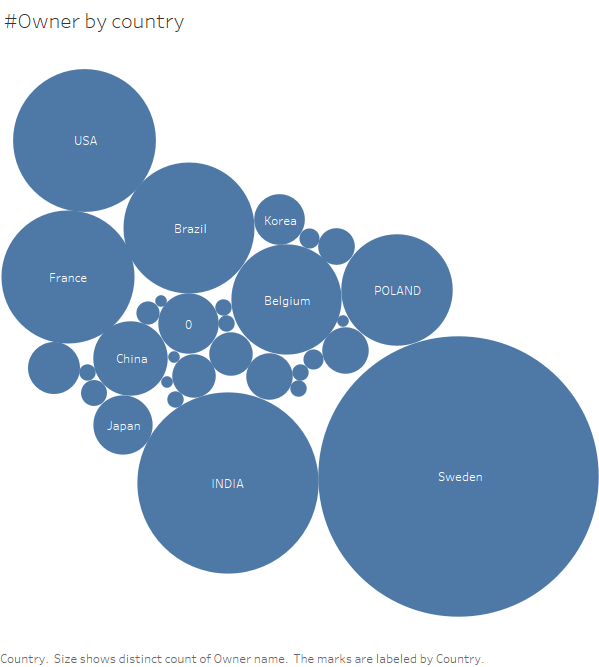 #Owner by country
USA
Korea
Brazil
France
POLAND
Belgium
0
China
Japan
Sweden
INDIA
Country.  Size shows distinct count of Owner name.  The marks are labeled by Country.